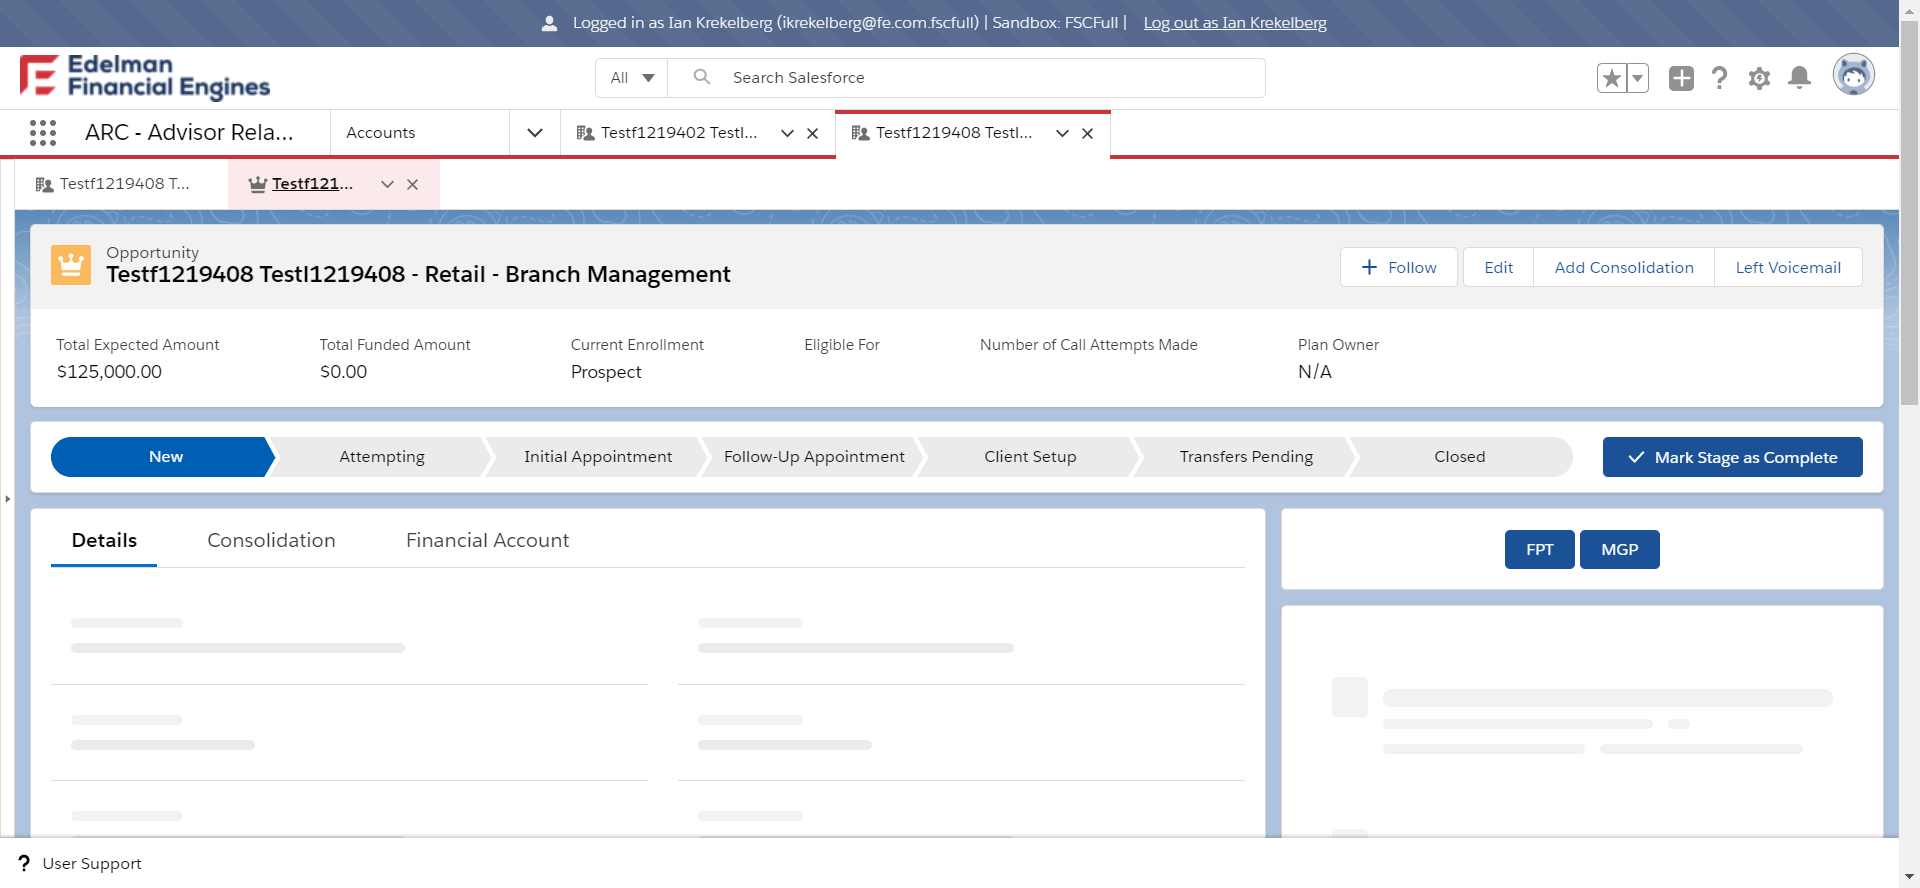 Logged in as Ian Krekelberg (ikrekelberg@fe.com.fscfull) | Sandbox: FSCFull | Log out as Ian Krekelberg
Edelman
Financial Engines
All
Search Salesforce
ARC - Advisor Rela...
Accounts
Testf1219402 Testl...
Testf1219408 Testl...
Testf1219408 T...
Testf121...
Opportunity
Testf1219408 Testl1219408 - Retail - Branch Management
Follow
Edit
Add Consolidation
Left Voicemail
Total Expected Amount
$125,000.00
Total Funded Amount
$0.00
Current Enrollment
Prospect
Eligible For
Number of Call Attempts Made
Plan Owner
N/A
New
Attempting
Initial Appointment
Follow-Up Appointment
Client Setup
Transfers Pending
Closed
Mark Stage as Complete
Details
Consolidation
Financial Account
FPT
MGP
? User Support